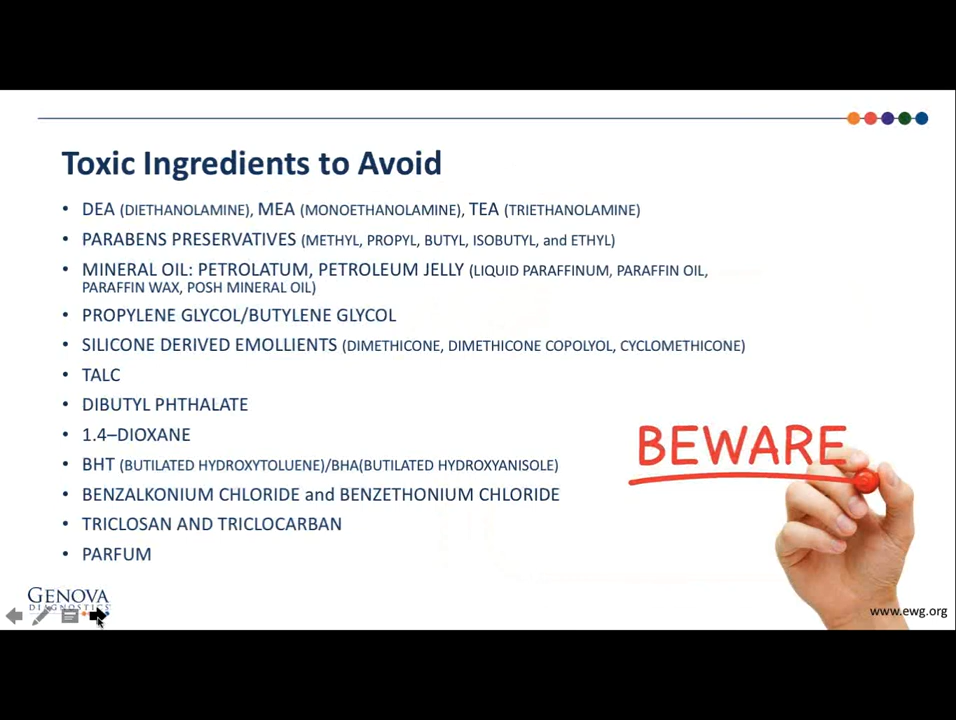 Toxic Ingredients to Avoid
• DEA (DIETHANOLAMINE), MEA (MONOETHANOLAMINE), TEA (TRIETHANOLAMINE)
• PARABENS PRESERVATIVES (METHYL, PROPYL, BUTYL, ISOBUTYL, and ETHYL)
• MINERAL OIL: PETROLATUM, PETROLEUM JELLY (LIQUID PARAFFINUM, PARAFFIN OIL,
PARAFFIN WAX, POSH MINERAL OIL)
• PROPYLENE GLYCOL/BUTYLENE GLYCOL
• SILICONE DERIVED EMOLLIENTS (DIMETHICONE, DIMETHICONE COPOLYOL, CYCLOMETHICONE)
• TALC
• DIBUTYL PHTHALATE
• 1.4–DIOXANE
• BHT (BUTILATED HYDROXYTOLUENE)/BHA(BUTILATED HYDROXYANISOLE)
• BENZALKONIUM CHLORIDE and BENZETHONIUM CHLORIDE
• TRICLOSAN AND TRICLOCARBAN
• PARFUM
BEWARE
GENOVA
DIAGNOSTICS
www.ewg.org